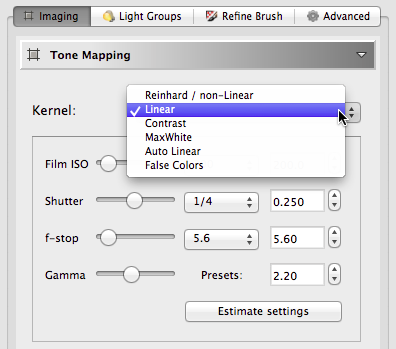 Imaging Light Groups Refine Brush Advanced
Tone Mapping
Reinhard / non-Linear
Kernel: Linear
Contrast
MaxWhite
Auto Linear
Film ISO False Colors
Shutter 1/4 0.250
f-stop 5.6 5.60
Gamma Presets: 2.20
Estimate settings